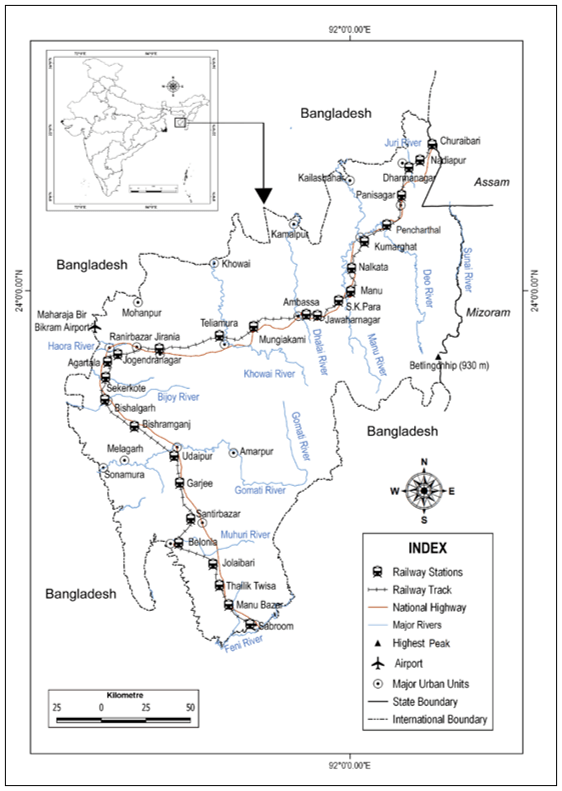 92°0'0.00"E
Bangladesh
Churaibari
Juri River
Nadiapur
Dharmanagar
Kailashahar
Panisagar
Assam
Pencharthal
Kamalpur
Kumarghat
Sunai River
Bangladesh
Khowai
Nalkata
Deo River
24°0'0.00"N
24°0'0.00"N
Manu
Mohanpur
Ambassa
S.K.Para
Mizoram
Maharaja Bir
Bikram Airport
Teliamura
Jawaharnagar
Ranirbazar
Jirania
Mungiakami
Dhalai River
Manu River
Haora River
Jogendranagar
Agartala
Khowai River
Betlingchhip (930 m)
Sekerkote
Bijoy River
Bishalgarh
Bishramganj
Gomati River
Bangladesh
Melagarh
Udaipur
Amarpur
Sonamura
Garjee
Gomati River
N
W
E
S
Santirbazar
Muhuri River
Belonia
Jolaibari
Bangladesh
Thallik Twisa
Manu Bazar
Sabroom
Feni River
INDEX
Railway Stations
Railway Track
National Highway
Major Rivers
Highest Peak
Airport
Major Urban Units
State Boundary
International Boundary
Kilometre
25 0 25 50
92°0'0.00"E